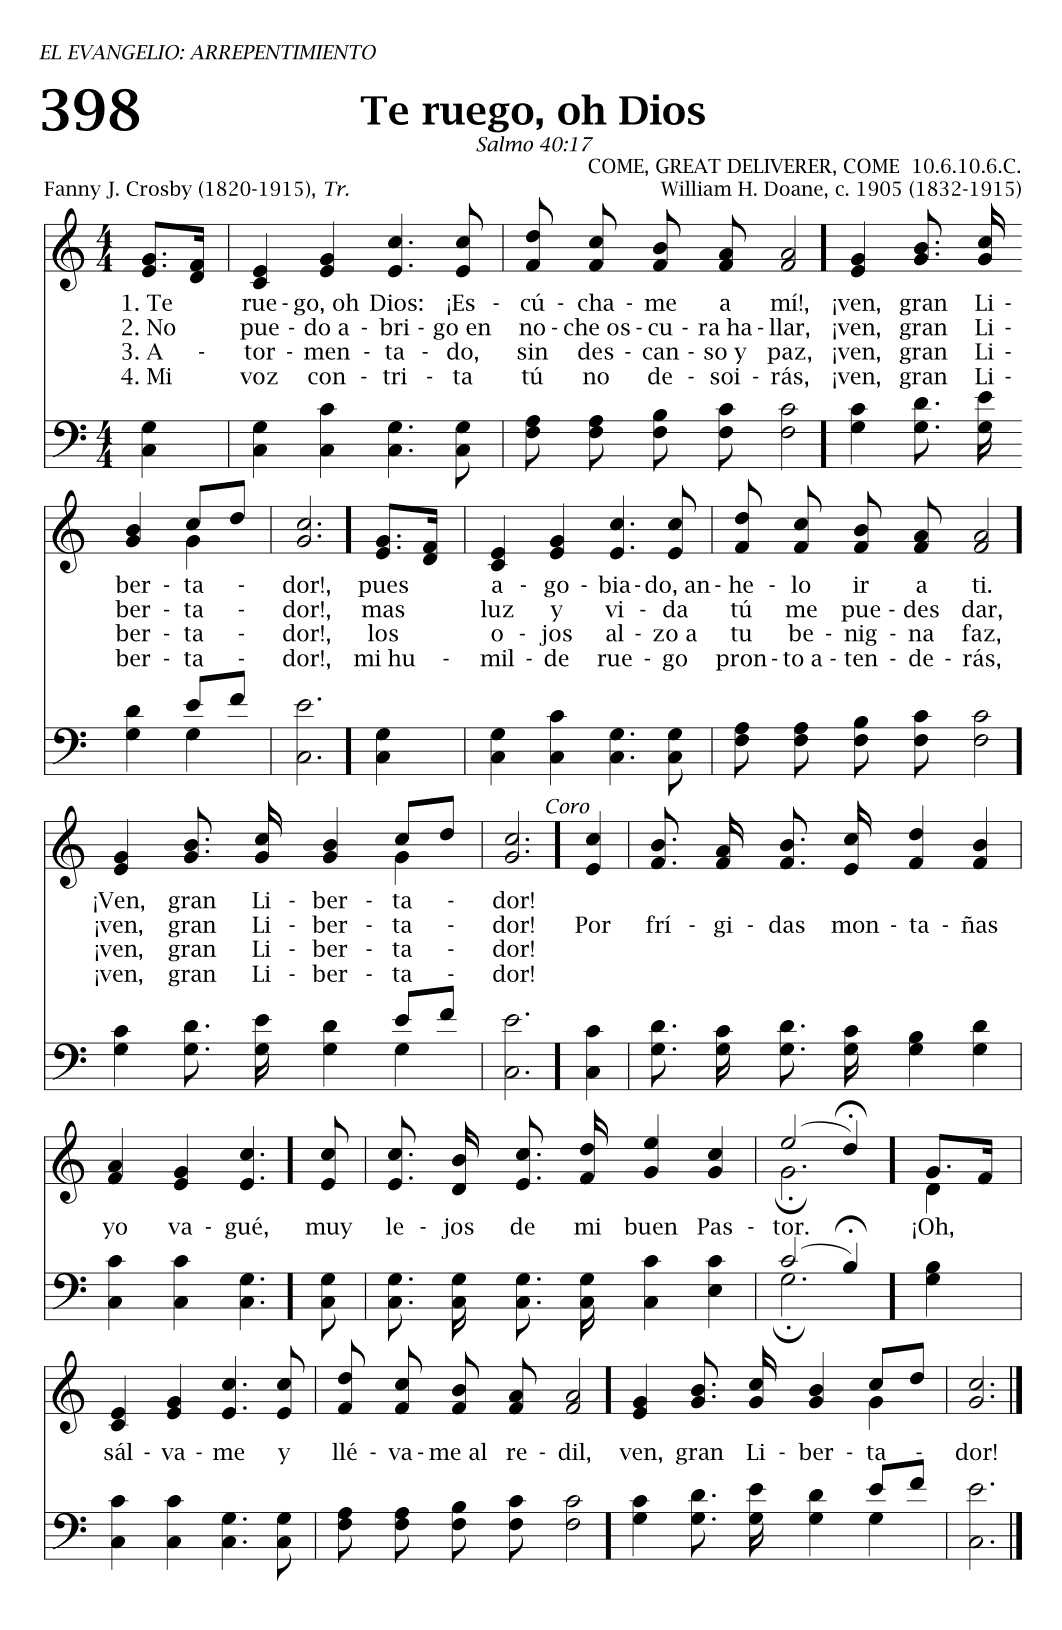 EL EVANGELIO: ARREPENTIMIENTO
398
Te ruego, oh Dios
Salmo 40:17
COME, GREAT DELIVERER, COME 10.6.10.6.C.
Fanny J. Crosby (1820-1915), Tr. William H. Doane, c. 1905 (1832-1915)
1. Te rue - go, oh Dios: ¡Es - cú - cha - me a mí!, ¡ven, gran Li -
2. No pue - do a - bri - go en no - che os - cu - ra ha - llar, ¡ven, gran Li -
3. A - tor - men - ta - do, sin des - can - so y paz, ¡ven, gran Li -
4. Mi voz con - tri - ta tú no de - soi - rás, ¡ven, gran Li -
ber - ta - dor!, pues a - go - bia - do, an - he - lo ir a ti.
ber - ta - dor!, mas luz y vi - da tú me pue - des dar,
ber - ta - dor!, los o - jos al - zo a tu be - nig - na faz,
ber - ta - dor!, mi hu - mil - de rue - go pron - to a - ten - de - rás,
Coro
¡Ven, gran Li - ber - ta - dor!
¡ven, gran Li - ber - ta - dor! Por frí - gi - das mon - ta - ñas
¡ven, gran Li - ber - ta - dor!
¡ven, gran Li - ber - ta - dor!
yo va - gué, muy le - jos de mi buen Pas - tor. ¡Oh,
sál - va - me y llé - va - me al re - dil, ven, gran Li - ber - ta - dor!